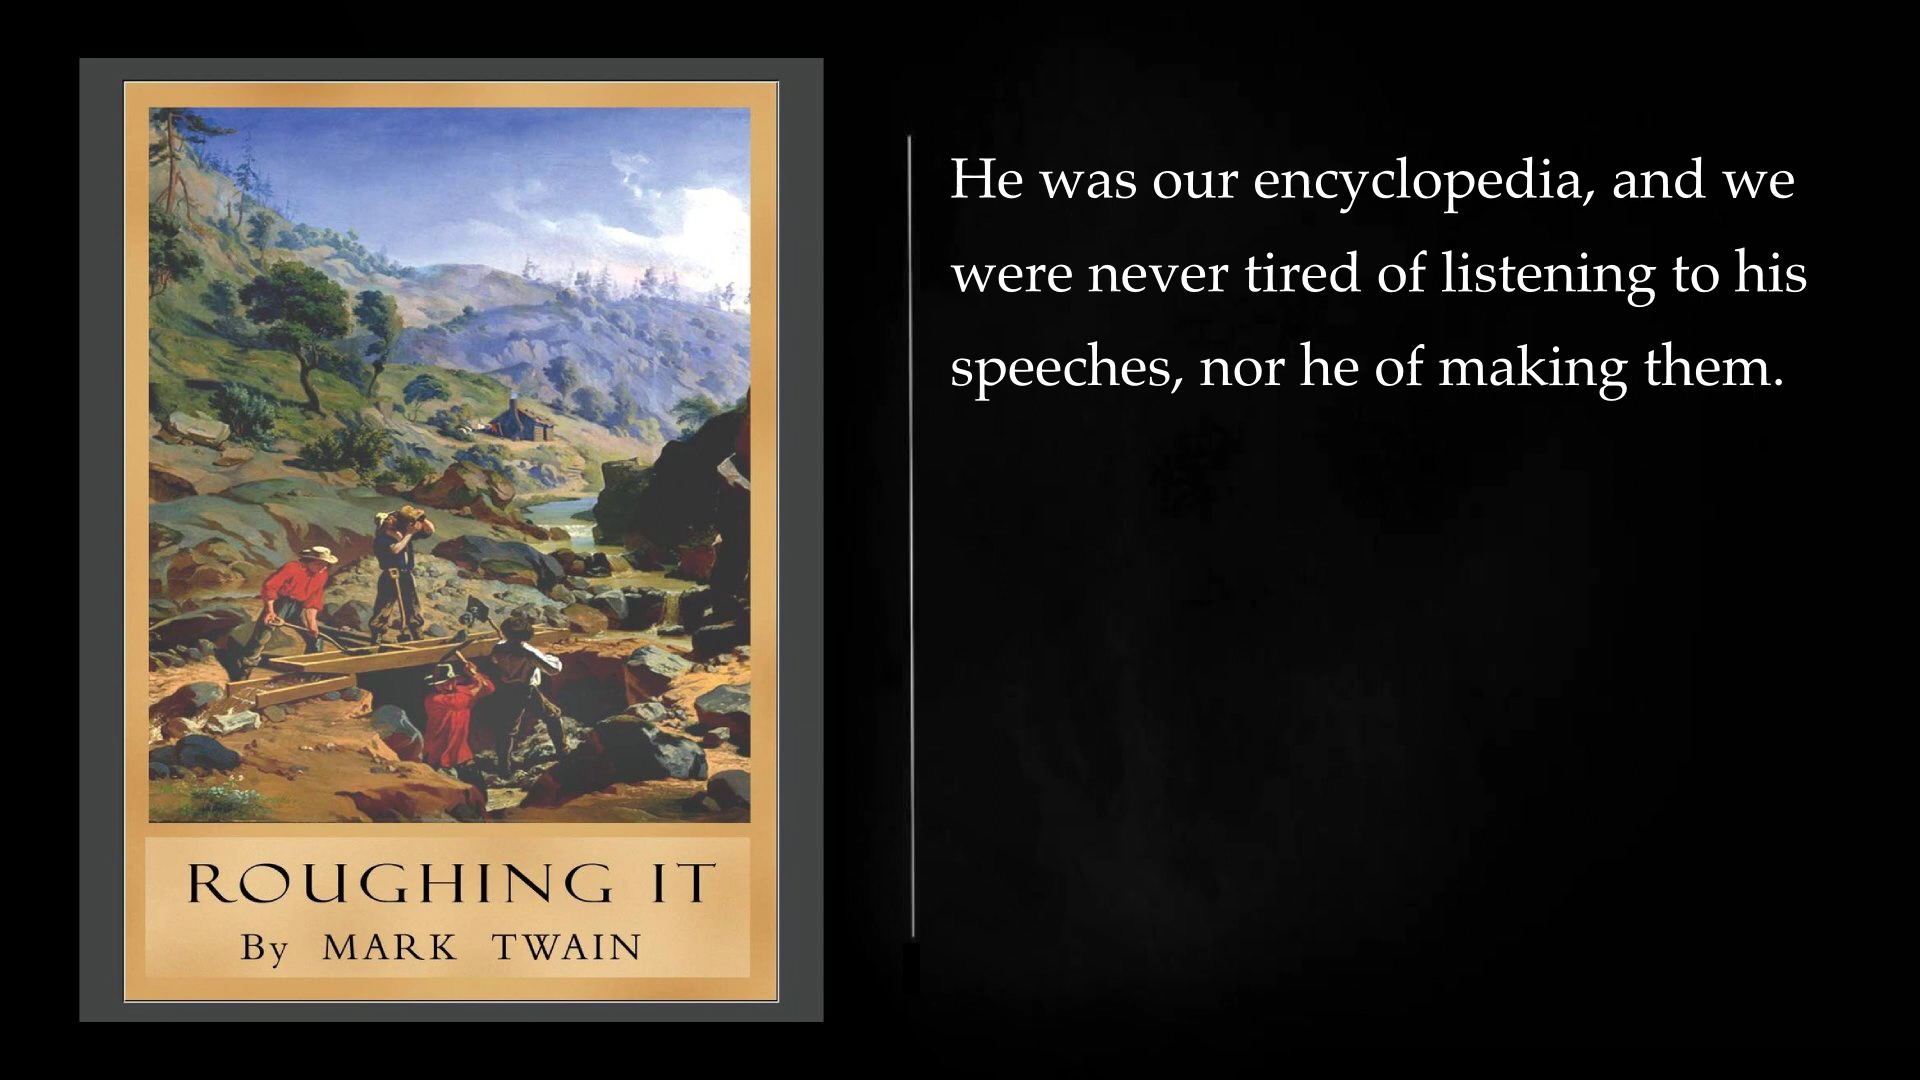 He was our encyclopedia, and we
were never tired of listening to his
speeches, nor he of making them.
ROUGHING IT
By MARK TWAIN